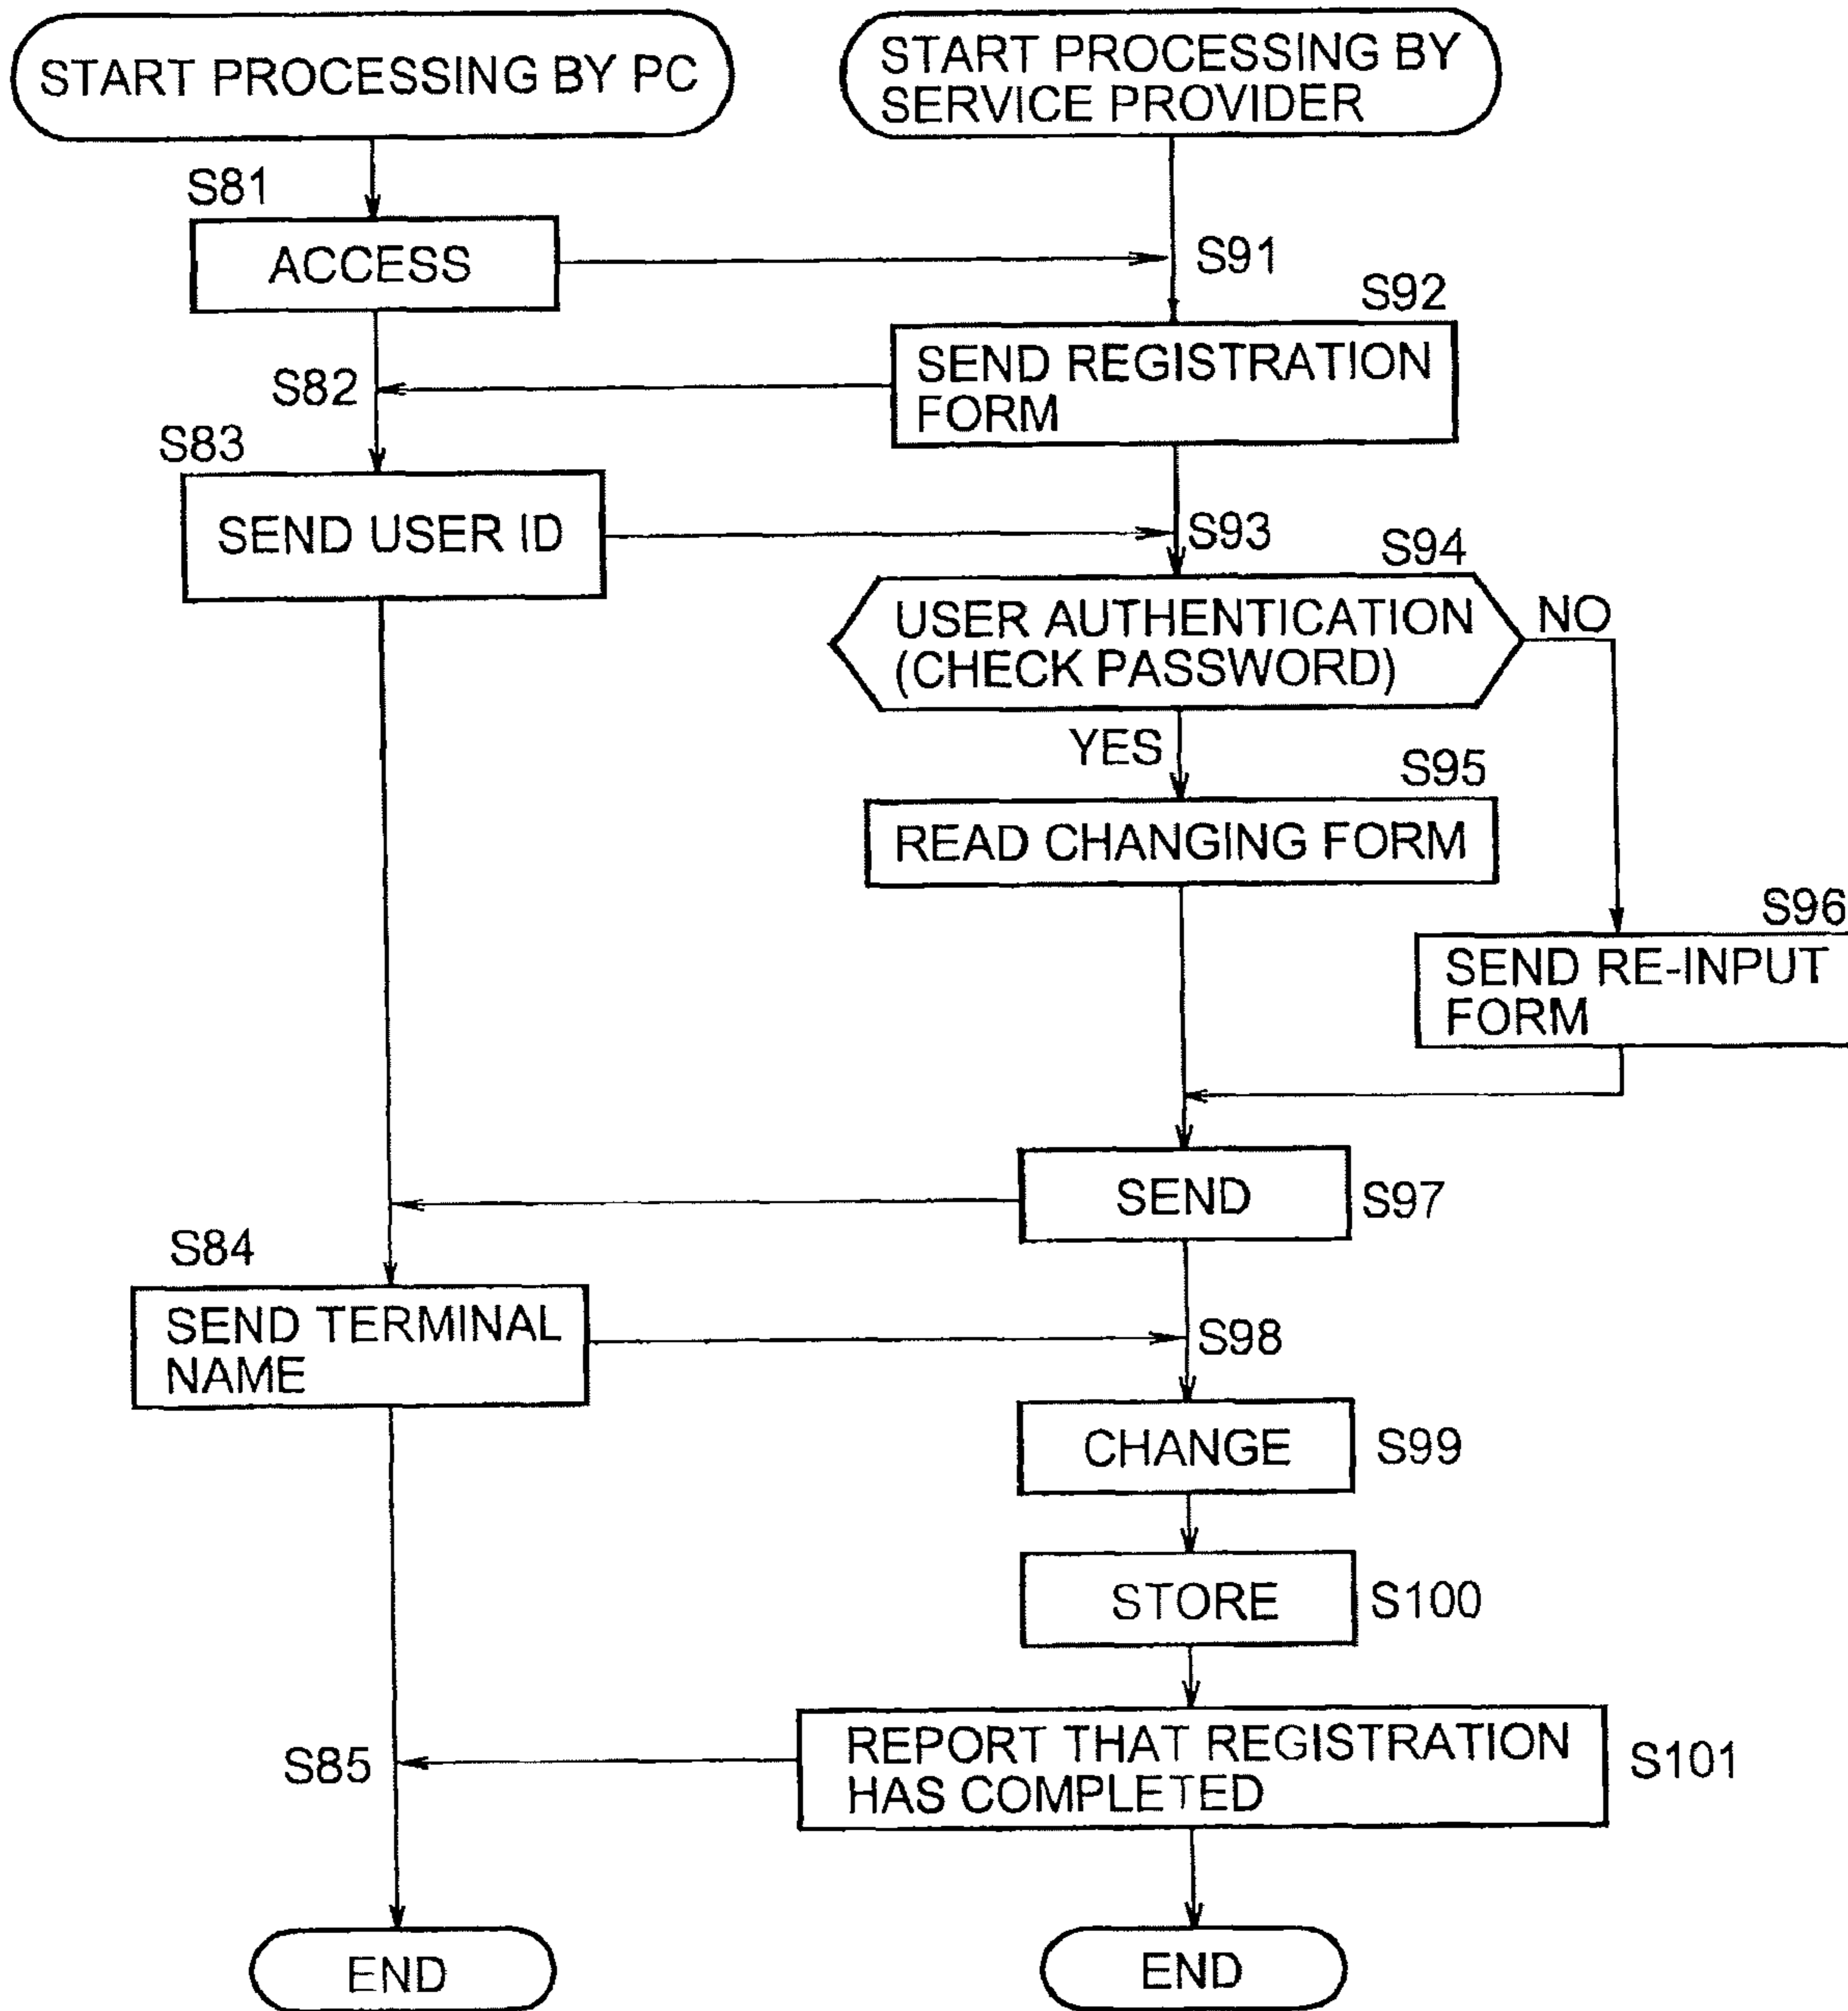 START PROCESSING BY PC
START PROCESSING BY
SERVICE PROVIDER
S81
ACCESS
S91
S92
SEND REGISTRATION
FORM
S82
S83
SEND USER ID
S93
S94
USER AUTHENTICATION
(CHECK PASSWORD)
NO
YES
S95
READ CHANGING FORM
S96
SEND RE-INPUT
FORM
SEND
S97
S84
SEND TERMINAL
NAME
S98
CHANGE
S99
STORE
S100
REPORT THAT REGISTRATION
HAS COMPLETED
S101
S85
END
END